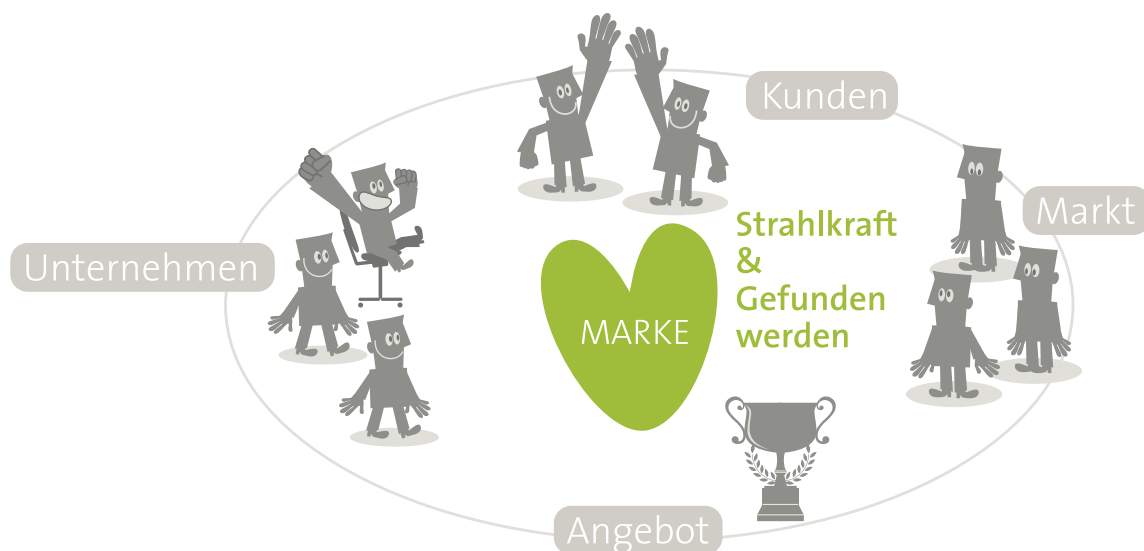 Kunden
Markt
Strahlkraft
&
Gefunden
werden
Unternehmen
MARKE
Angebot